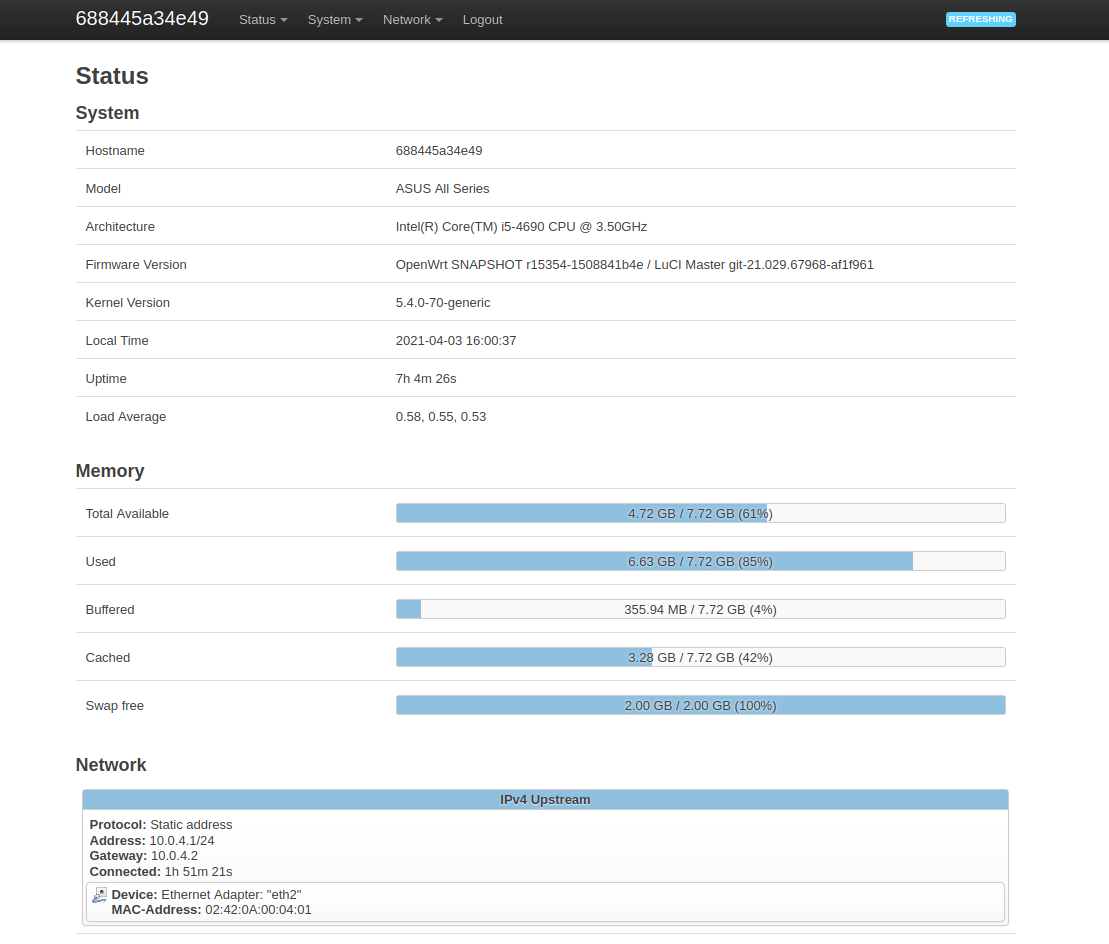 688445a34e49 Status System Network Logout REFRESHING
Status
System
Hostname 688445a34e49
Model ASUS All Series
Architecture Intel(R) Core(TM) i5-4690 CPU @ 3.50GHz
Firmware Version OpenWrt SNAPSHOT r15354-1508841b4e / LuCI Master git-21.029.67968-af1f961
Kernel Version 5.4.0-70-generic
Local Time 2021-04-03 16:00:37
Uptime 7h 4m 26s
Load Average 0.58, 0.55, 0.53
Memory
Total Available 4.72 GB / 7.72 GB (61%)
Used 6.63 GB / 7.72 GB (85%)
Buffered 355.94 MB / 7.72 GB (4%)
Cached 3.28 GB / 7.72 GB (42%)
Swap free 2.00 GB / 2.00 GB (100%)
Network
IPv4 Upstream
Protocol: Static address
Address: 10.0.4.1/24
Gateway: 10.0.4.2
Connected: 1h 51m 21s
Device: Ethernet Adapter: "eth2"
MAC-Address: 02:42:0A:00:04:01